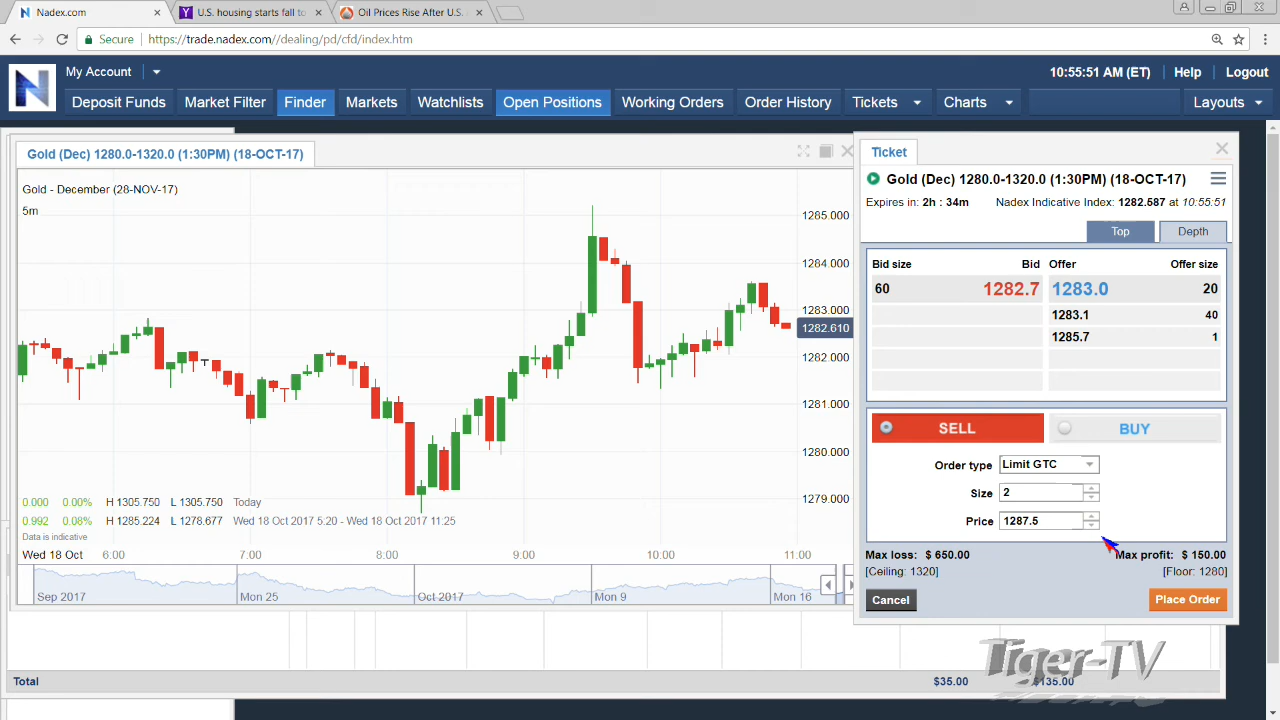 Nadex.com
U.S. housing starts fall to
Oil Prices Rise After U.S.
Secure
https://trade.nadex.com//dealing/pd/cfd/index.htm
N
My Account
10:55:51 AM (ET)
Help
Logout
Deposit Funds
Market Filter
Finder
Markets
Watchlists
Open Positions
Working Orders
Order History
Tickets
Charts
Layouts
Gold (Dec) 1280.0-1320.0 (1:30PM) (18-OCT-17)
Gold - December (28-NOV-17)
5m
1285.000
1284.000
1283.000
1282.610
1282.000
1281.000
1280.000
1279.000
0.000 0.00% H 1305.750 L 1305.750 Today
0.992 0.08% H 1285.224 L 1278.677 Wed 18 Oct 2017 5:20 - Wed 18 Oct 2017 11:25
Data is indicative
Wed 18 Oct 6:00 7:00 8:00 9:00 10:00 11:00
Sep 2017 Mon 25 Oct 2017 Mon 9 Mon 16
Ticket
Gold (Dec) 1280.0-1320.0 (1:30PM) (18-OCT-17)
Expires in: 2h : 34m Nadex Indicative Index: 1282.587 at 10:55:51
Top Depth
Bid size Bid Offer Offer size
60 1282.7 1283.0 20
1283.1 40
1285.7 1
SELL BUY
Order type Limit GTC
Size 2
Price 1287.5
Max loss: $ 650.00 Max profit: $ 150.00
[Ceiling: 1320] [Floor: 1280]
Cancel Place Order
Tiger-TV
Total $35.00 $135.00